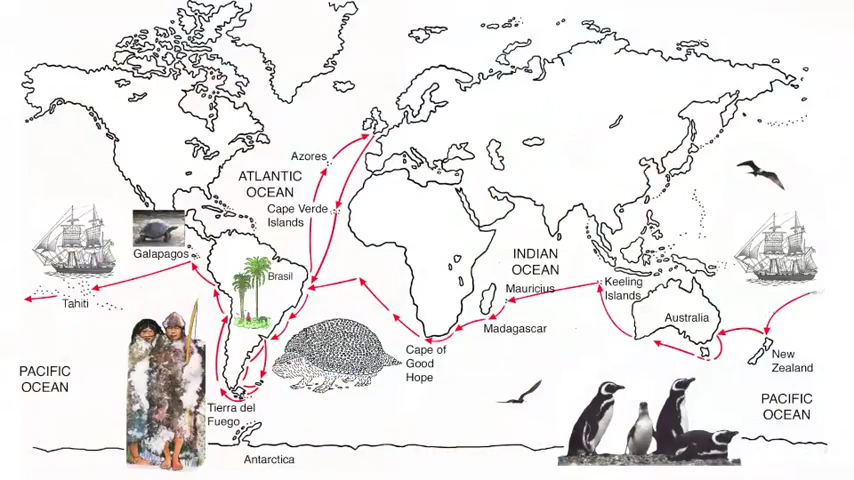 Azores
ATLANTIC
OCEAN
Cape Verde
Islands
Galapagos
Brasil
INDIAN
OCEAN
Mauricius
Keeling
Islands
Tahiti
Madagascar
Australia
Cape of
Good
Hope
New
Zealand
PACIFIC
OCEAN
Tierra del
Fuego
PACIFIC
OCEAN
Antarctica